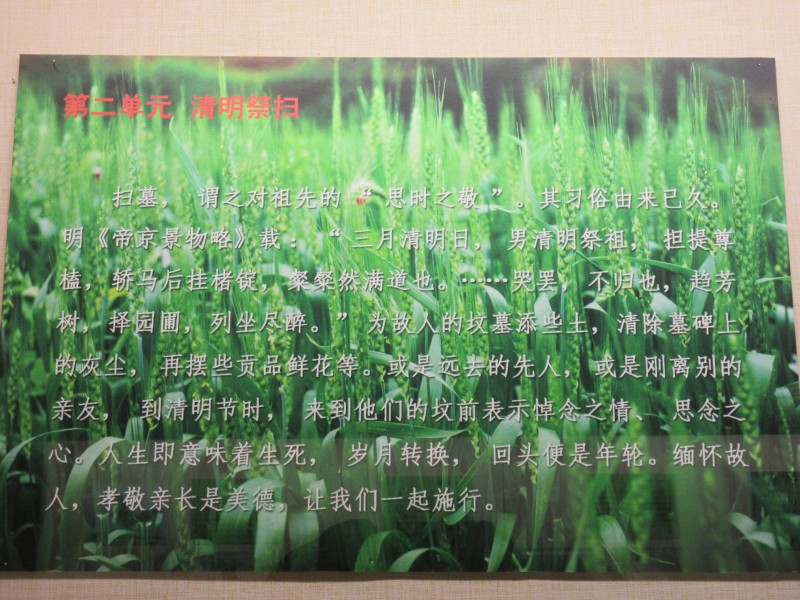 第二单元 清明祭扫
扫墓， 谓之对祖先的“思时之敬”。其习俗由来已久。
明《帝京景物略》载：“三月清明日， 男清明祭祖，担提尊
榼，轿马后挂楮锭，粲粲然满道也。……哭罢，不归也，趋芳
树，择园圃，列坐尽醉。”为故人的坟墓添些土，清除墓碑上
的灰尘，再摆些贡品鲜花等。或是远去的先人，或是刚离别的
亲友， 到清明节时， 来到他们的坟前表示悼念之情、 思念之
心。人生即意味着生死， 岁月转换， 回头便是年轮。缅怀故
人，孝敬亲长是美德，让我们一起施行。